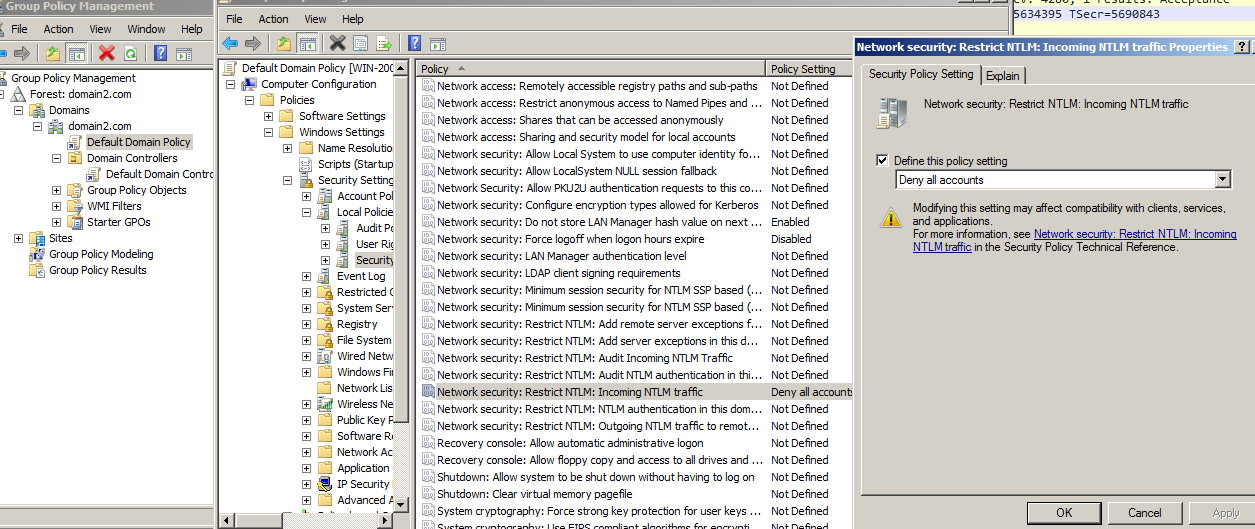 Group Policy Management
File Action View Window Help
Group Policy Management
Forest: domain2.com
Domains
domain2.com
Default Domain Policy
Domain Controllers
Default Domain Contro
Group Policy Objects
WMI Filters
Starter GPOs
Sites
Group Policy Modeling
Group Policy Results
File Action View Help
Default Domain Policy [WIN-200
Computer Configuration
Policies
Software Settings
Windows Settings
Name Resolution
Scripts (Startup
Security Setting
Account Pol
Local Policie
Audit Po
User Rig
Security
Event Log
Restricted G
System Serv
Registry
File System
Wired Netw
Windows Fir
Network List
Wireless Net
Public Key P
Software Re
Network Acc
Application
IP Security
Advanced A
Policy Policy Setting
Network access: Remotely accessible registry paths and sub-paths Not Defined
Network access: Restrict anonymous access to Named Pipes and ... Not Defined
Network access: Shares that can be accessed anonymously Not Defined
Network access: Sharing and security model for local accounts Not Defined
Network security: Allow Local System to use computer identity fo... Not Defined
Network security: Allow LocalSystem NULL session fallback Not Defined
Network Security: Allow PKU2U authentication requests to this co... Not Defined
Network security: Configure encryption types allowed for Kerberos Not Defined
Network security: Do not store LAN Manager hash value on next ... Enabled
Network security: Force logoff when logon hours expire Disabled
Network security: LAN Manager authentication level Not Defined
Network security: LDAP client signing requirements Not Defined
Network security: Minimum session security for NTLM SSP based (... Not Defined
Network security: Minimum session security for NTLM SSP based (... Not Defined
Network security: Restrict NTLM: Add remote server exceptions f... Not Defined
Network security: Restrict NTLM: Add server exceptions in this d... Not Defined
Network security: Restrict NTLM: Audit Incoming NTLM Traffic Not Defined
Network security: Restrict NTLM: Audit NTLM authentication in thi... Not Defined
Network security: Restrict NTLM: Incoming NTLM traffic Deny all accounts
Network security: Restrict NTLM: NTLM authentication in this dom... Not Defined
Network security: Restrict NTLM: Outgoing NTLM traffic to remot... Not Defined
Recovery console: Allow automatic administrative logon Not Defined
Recovery console: Allow floppy copy and access to all drives and ... Not Defined
Shutdown: Allow system to be shut down without having to log on Not Defined
Shutdown: Clear virtual memory pagefile Not Defined
System cryptography: Force strong key protection for user keys ... Not Defined
System cryptography: Use FIPS compliant algorithms for encrypti... Not Defined
5634395 TSecr=5690843
Network security: Restrict NTLM: Incoming NTLM traffic Properties
Security Policy Setting Explain
Network security: Restrict NTLM: Incoming NTLM traffic
Define this policy setting
Deny all accounts
Modifying this setting may affect compatibility with clients, services,
and applications.
For more information, see Network security: Restrict NTLM: Incoming
NTLM traffic in the Security Policy Technical Reference.
OK Cancel Apply